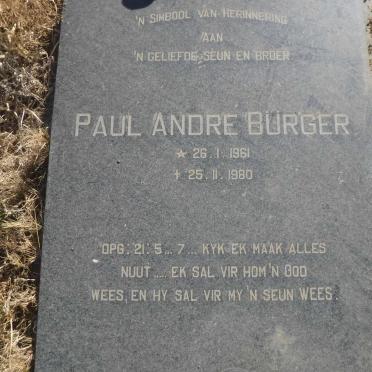 'N SIMBOOL VAN HERINNERING
AAN
'N GELIEFDE SEUN EN BROER
PAUL ANDRE BURGER
* 26.1.1961
† 25.11.1980
OPG: 21: 5 ... 7 ... KYK EK MAAK ALLES
NUUT ..... EK SAL VIR HOM 'N GOD
WEES, EN HY SAL VIR MY 'N SEUN WEES.